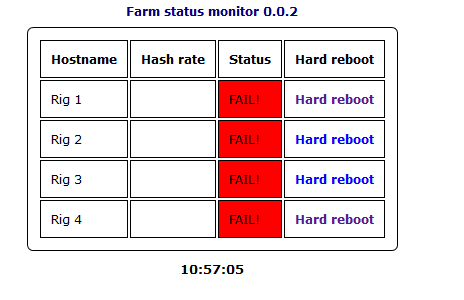 Farm status monitor 0.0.2
Hostname Hash rate Status Hard reboot
Rig 1 FAIL! Hard reboot
Rig 2 FAIL! Hard reboot
Rig 3 FAIL! Hard reboot
Rig 4 FAIL! Hard reboot
10:57:05